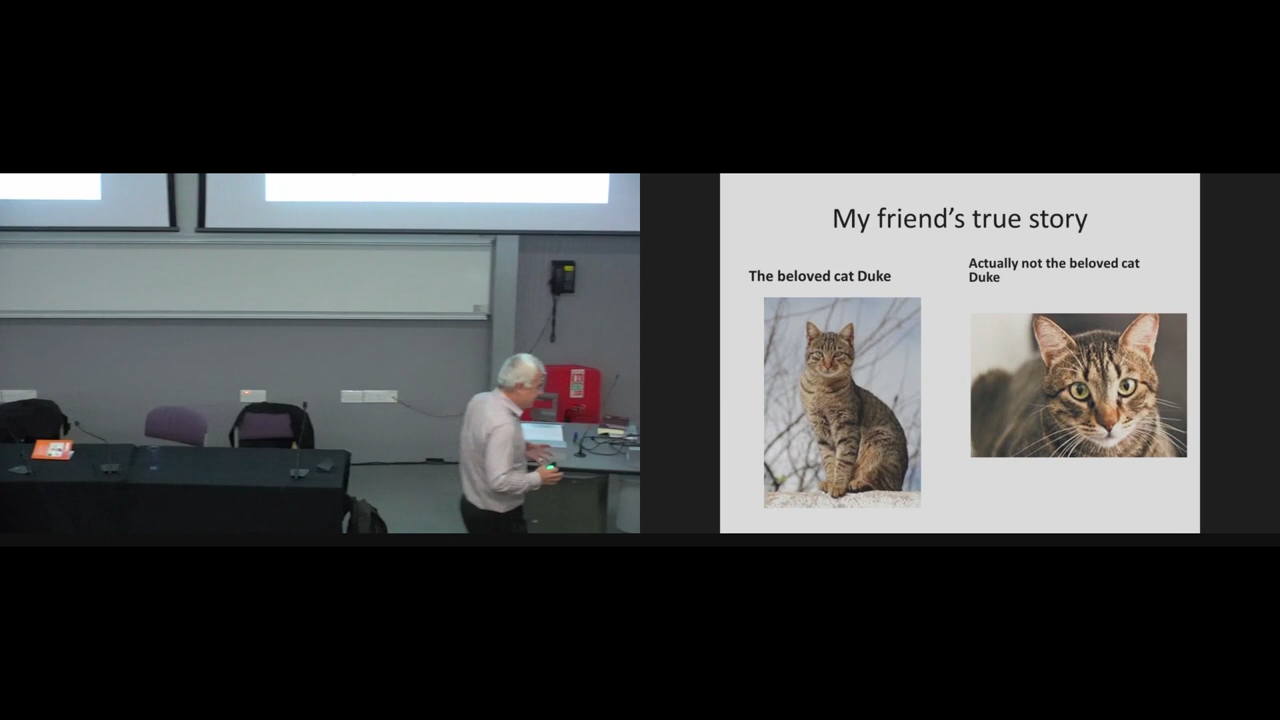 My friend's true story
The beloved cat Duke
Actually not the beloved cat
Duke